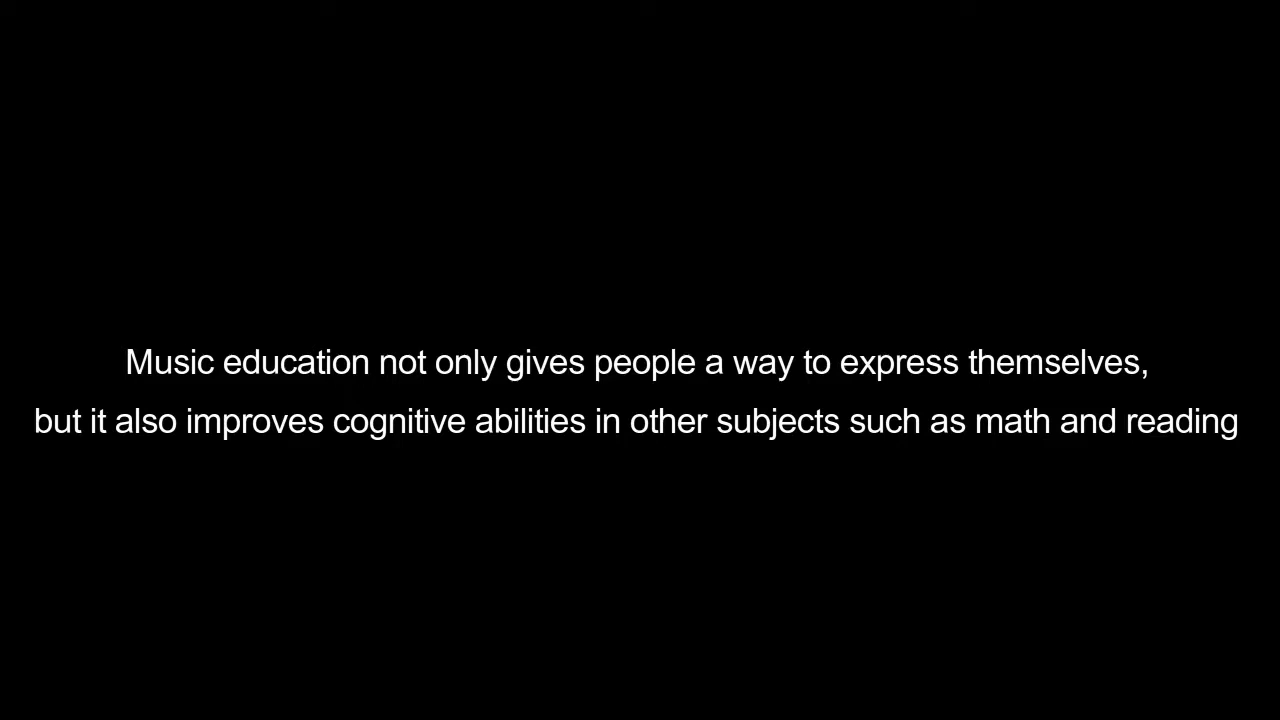 Music education not only gives people a way to express themselves,
but it also improves cognitive abilities in other subjects such as math and reading